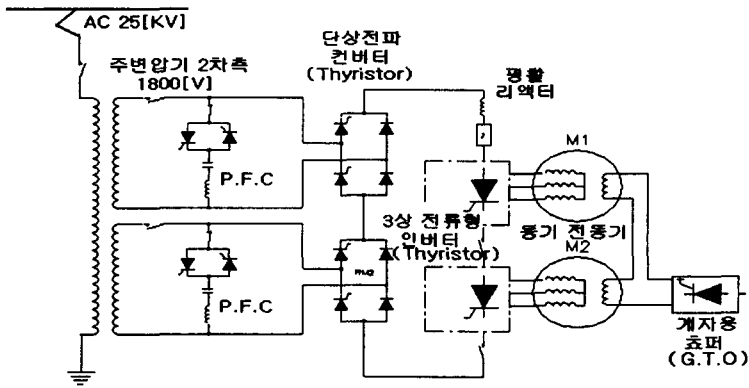 AC 25[KV]
주변압기 2차측
1800[V]
단상전파
컨버터
(Thyristor)
평활
리액터
P.F.C
M1
3상 전류형
인버터
(Thyristor)
동기 전동기
M2
P.F.C
계자용
쵸퍼
(G.T.O)